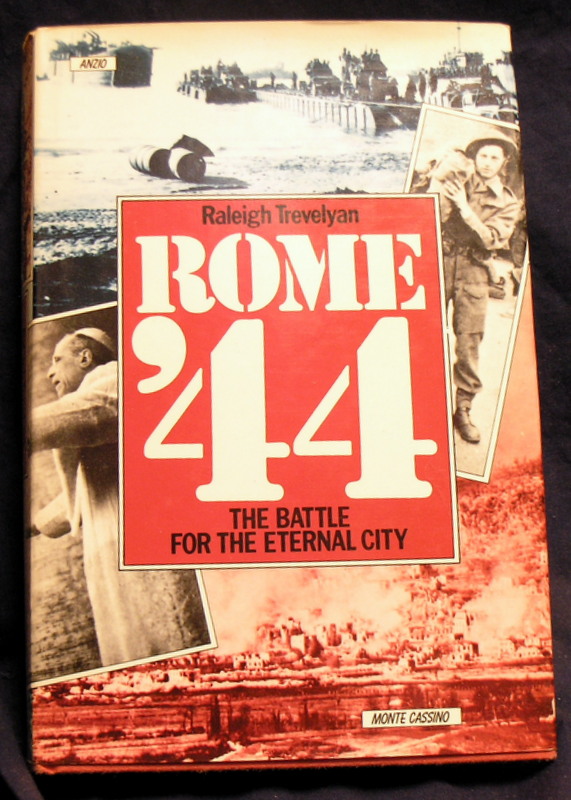 ANZIO
Raleigh Trevelyan
ROME
'44
THE BATTLE
FOR THE ETERNAL CITY
MONTE CASSINO